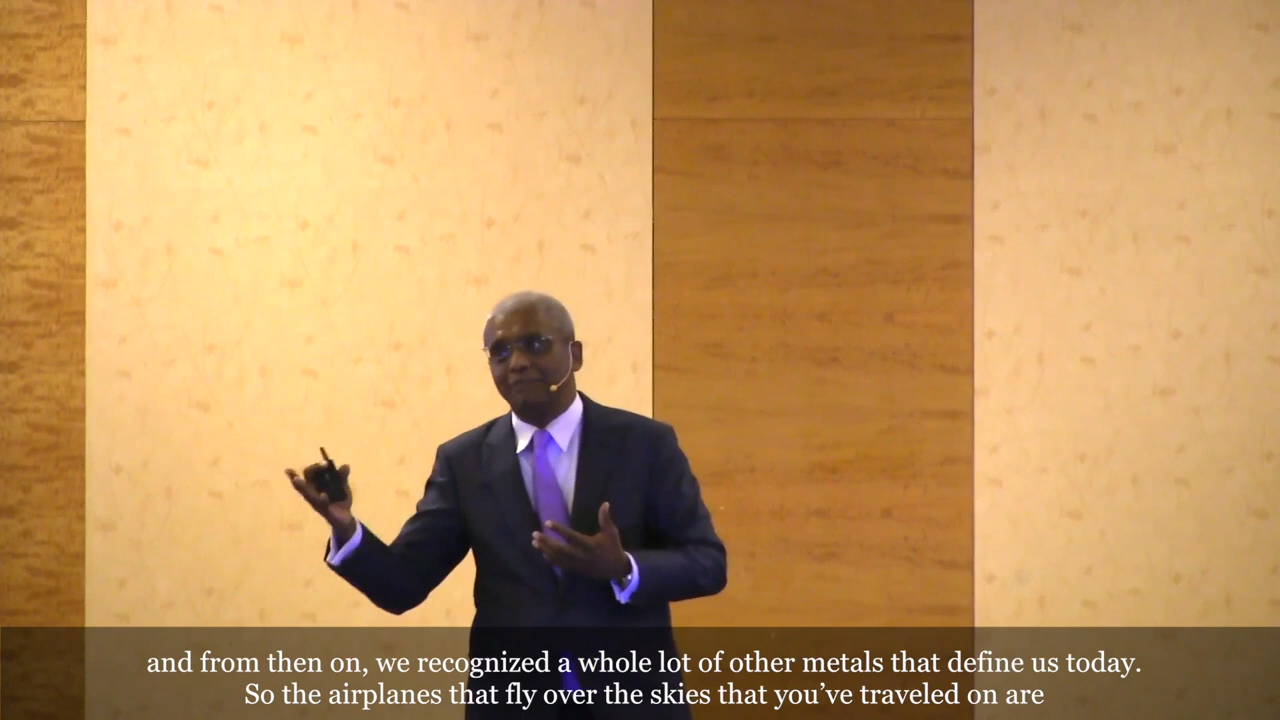 and from then on, we recognized a whole lot of other metals that define us today.
So the airplanes that fly over the skies that you’ve traveled on are